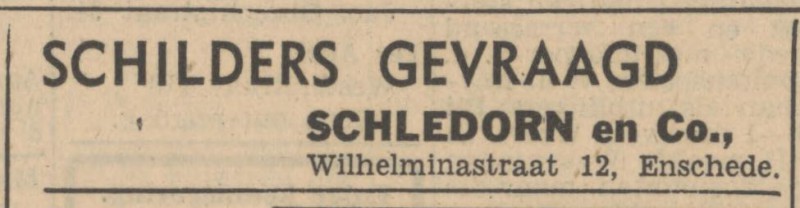 SCHILDERS GEVRAAGD
SCHLEDORN en Co.,
Wilhelminastraat 12, Enschede.